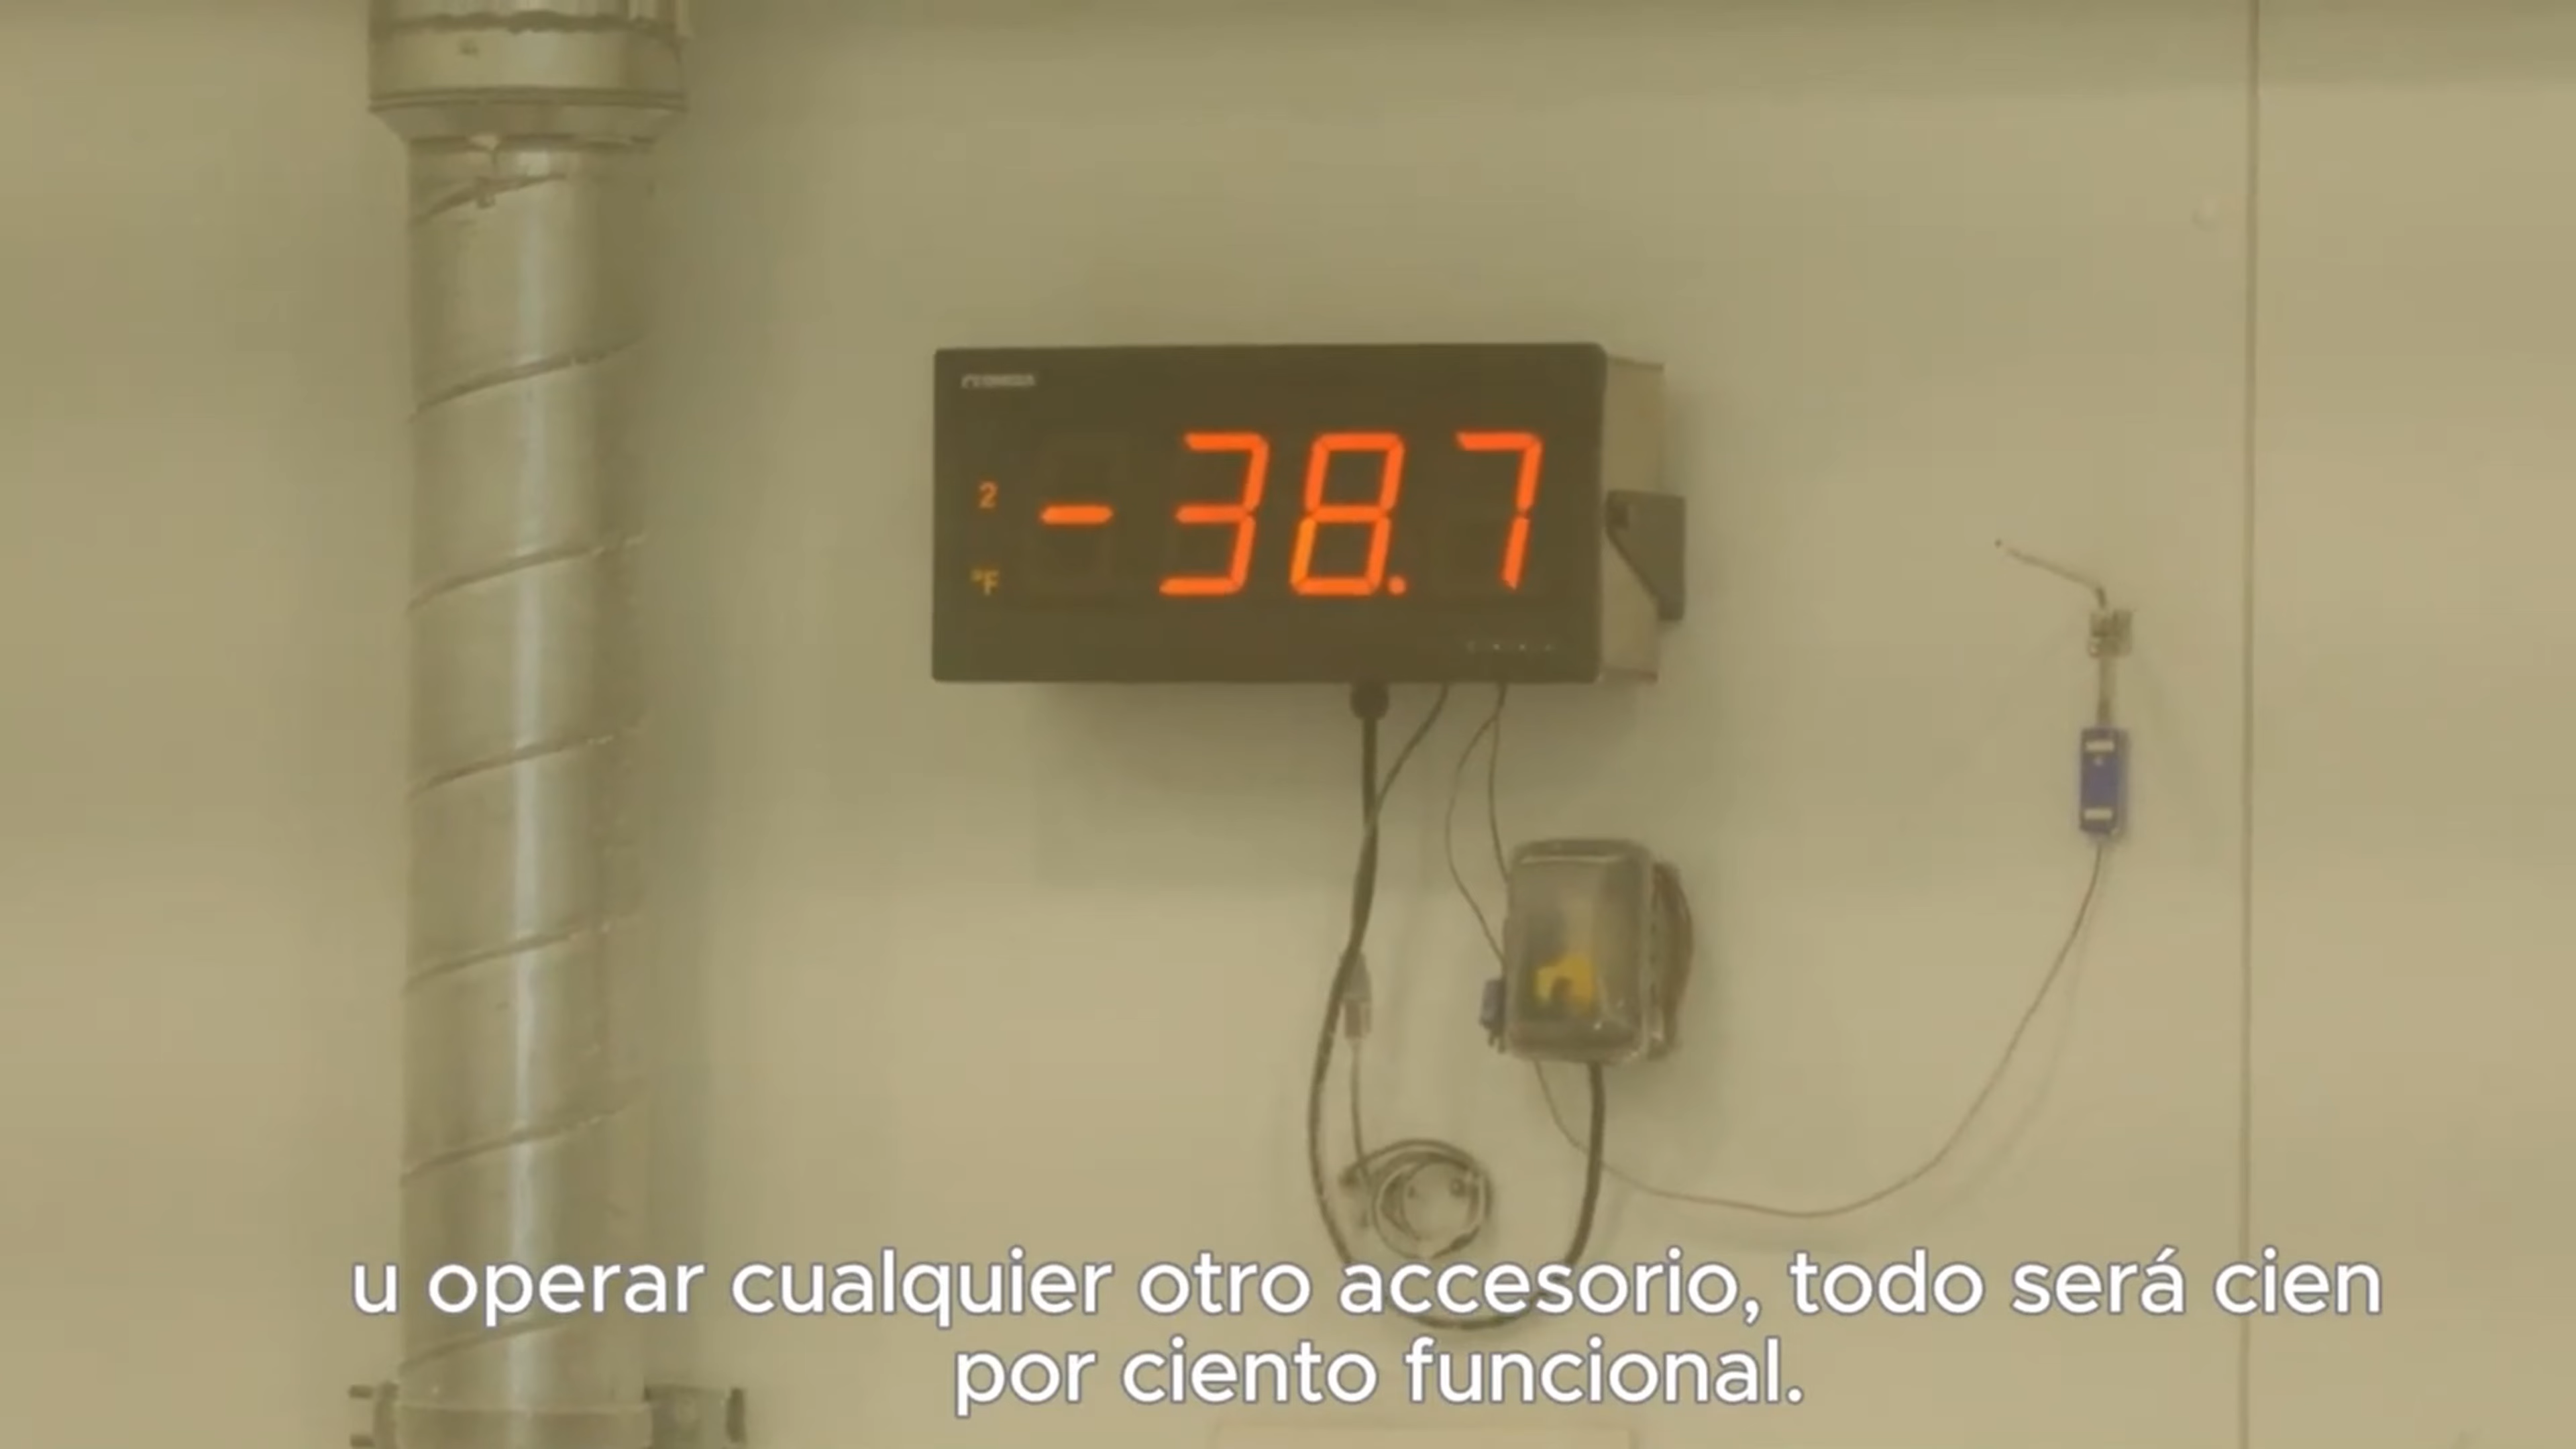 2
- 38.7
°F
u operar cualquier otro accesorio, todo será cien
por ciento funcional.